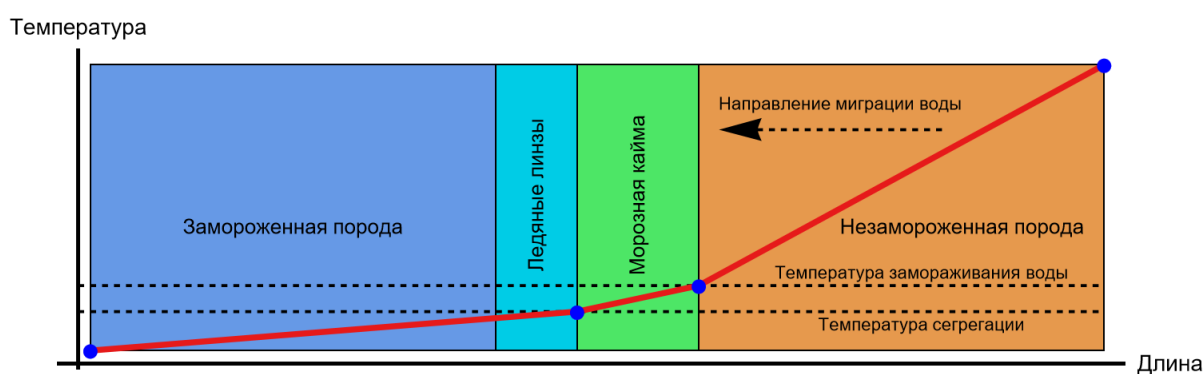 Температура
Направление миграции воды
Ледяные линзы
Морозная кайма
Замороженная порода
Незамороженная порода
Температура замораживания воды
Температура сегрегации
Длина